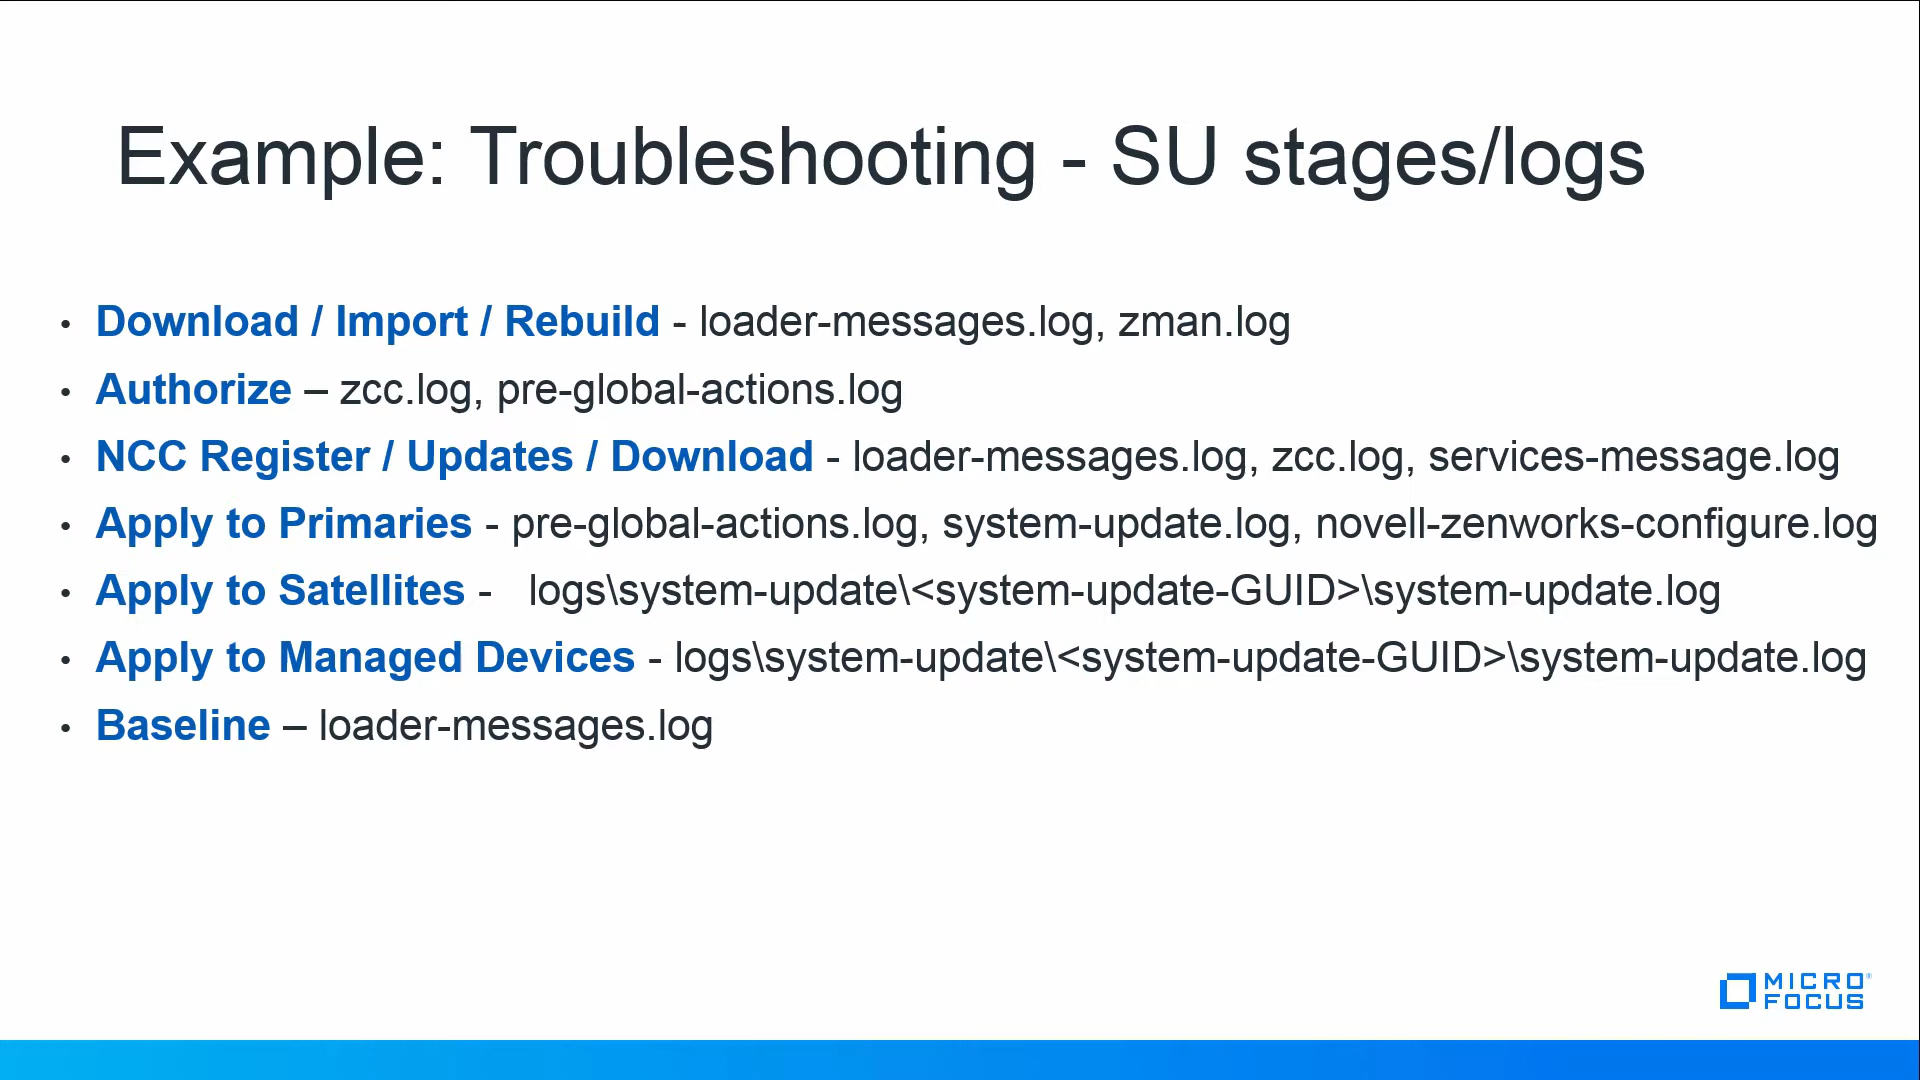 Example: Troubleshooting - SU stages/logs
• Download / Import / Rebuild - loader-messages.log, zman.log
• Authorize – zcc.log, pre-global-actions.log
• NCC Register / Updates / Download - loader-messages.log, zcc.log, services-message.log
• Apply to Primaries - pre-global-actions.log, system-update.log, novell-zenworks-configure.log
• Apply to Satellites - logs\system-update\<system-update-GUID>\system-update.log
• Apply to Managed Devices - logs\system-update\<system-update-GUID>\system-update.log
• Baseline – loader-messages.log
MICRO®
FOCUS